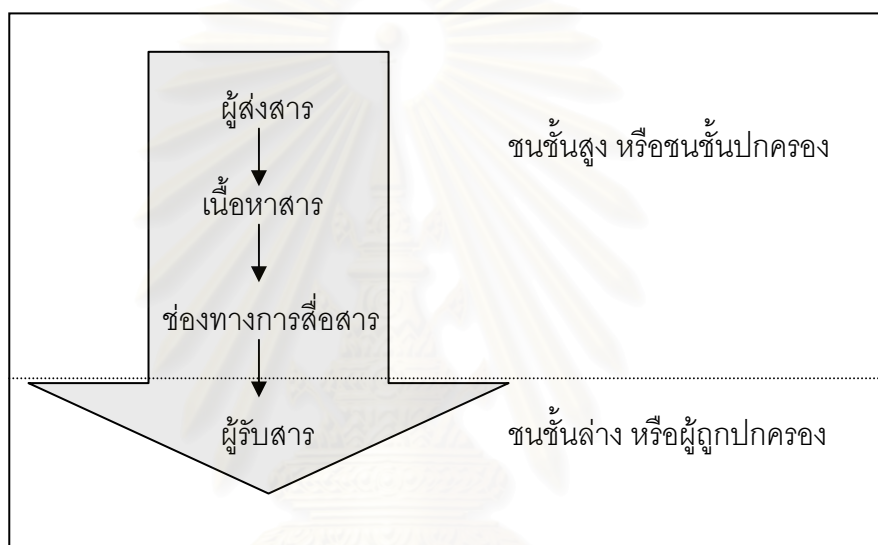 ผู้ส่งสาร
ชนชั้นสูง หรือชนชั้นปกครอง
เนื้อหาสาร
ช่องทางการสื่อสาร
ผู้รับสาร
ชนชั้นล่าง หรือผู้ถูกปกครอง